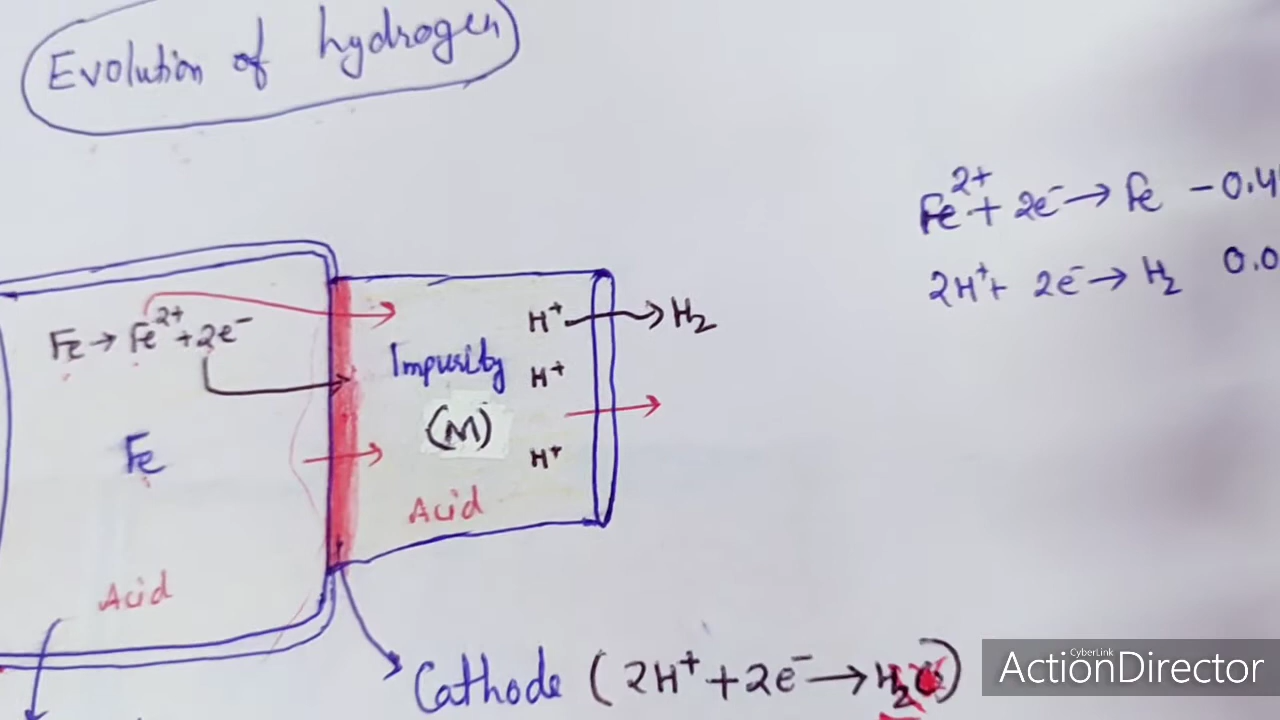 Evolution of hydrogen
Fe²⁺ + 2e⁻ → Fe -0.4
2H⁺ + 2e⁻ → H₂ 0.0
Fe → Fe²⁺ + 2e⁻
H⁺ → H₂
Impurity
H⁺
(M)
Fe
H⁺
Acid
Acid
Cathode (2H⁺ + 2e⁻ → H₂)
CyberLink
ActionDirector